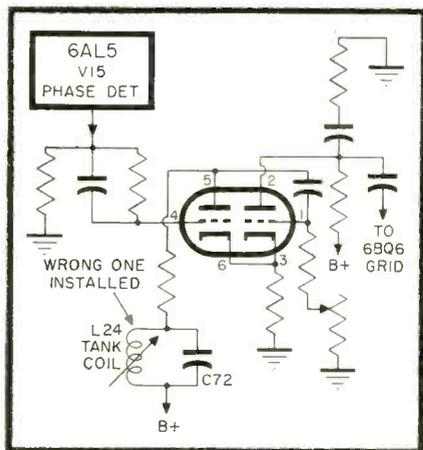 6AL5
V15
PHASE DET
5
2
4
1
6
3
TO
6BQ6
GRID
B+
WRONG ONE
INSTALLED
L24
TANK
COIL
C72
B+